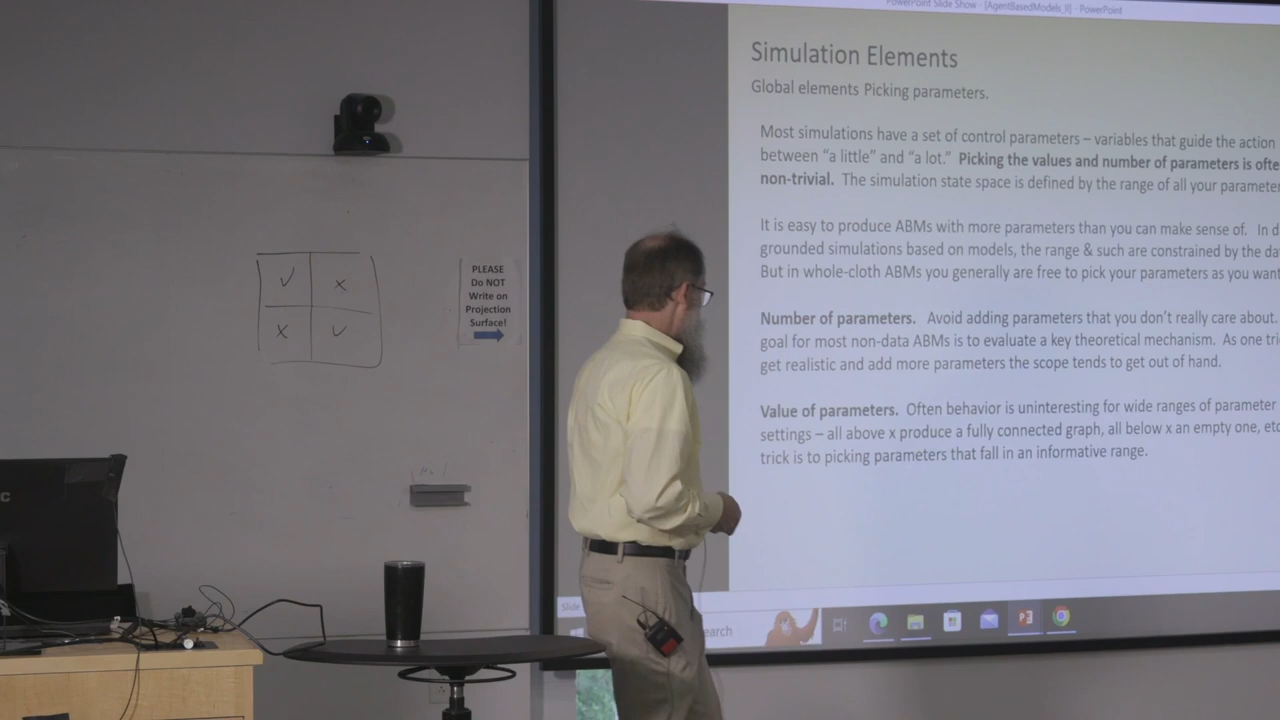 PowerPoint Slide Show - [AgentBasedModels_II] - PowerPoint
Simulation Elements
Global elements Picking parameters.
Most simulations have a set of control parameters – variables that guide the action
between “a little” and “a lot.” Picking the values and number of parameters is ofte
non-trivial. The simulation state space is defined by the range of all your parameter
It is easy to produce ABMs with more parameters than you can make sense of. In d
grounded simulations based on models, the range & such are constrained by the da
But in whole-cloth ABMs you generally are free to pick your parameters as you want
Number of parameters. Avoid adding parameters that you don’t really care about.
goal for most non-data ABMs is to evaluate a key theoretical mechanism. As one tri
get realistic and add more parameters the scope tends to get out of hand.
Value of parameters. Often behavior is uninteresting for wide ranges of parameter
settings – all above x produce a fully connected graph, all below x an empty one, etc
trick is to picking parameters that fall in an informative range.
Slide
earch
PLEASE
Do NOT
Write on
Projection
Surface!
✓ x
x ✓